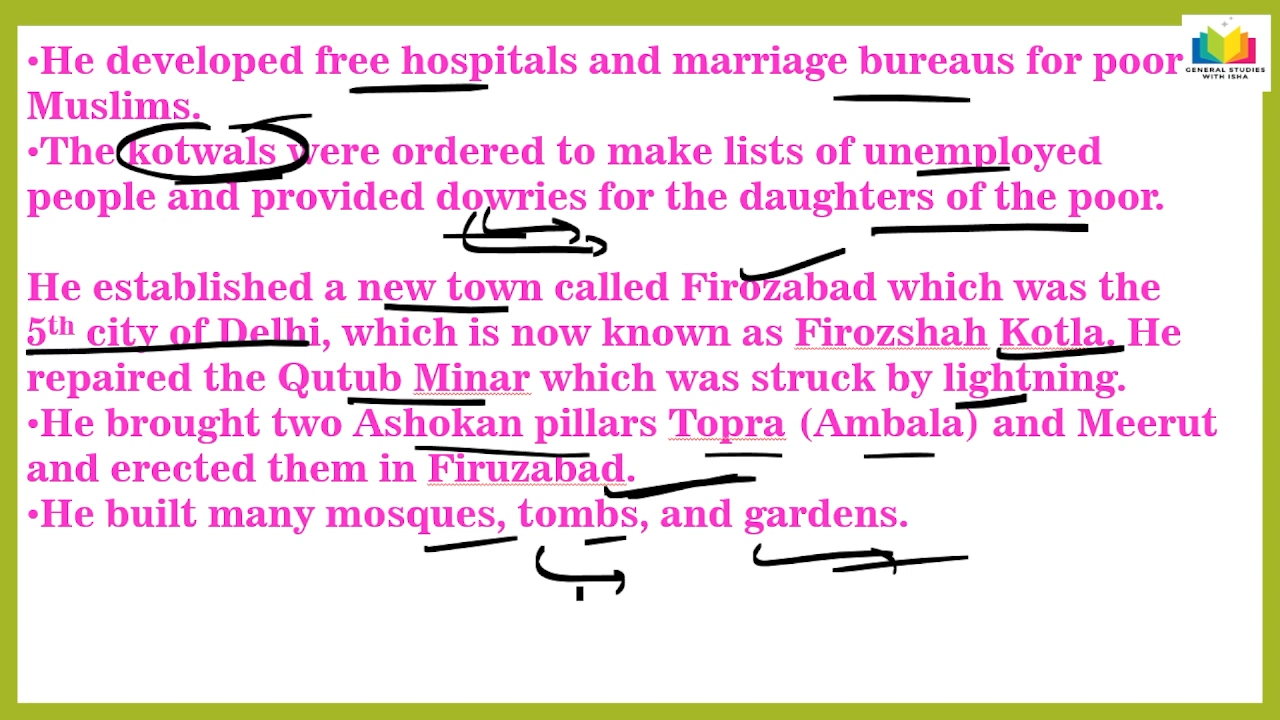 •He developed free hospitals and marriage bureaus for poor
Muslims.
•The kotwals were ordered to make lists of unemployed
people and provided dowries for the daughters of the poor.
He established a new town called Firozabad which was the
5th city of Delhi, which is now known as Firozshah Kotla. He
repaired the Qutub Minar which was struck by lightning.
•He brought two Ashokan pillars Topra (Ambala) and Meerut
and erected them in Firuzabad.
•He built many mosques, tombs, and gardens.
GENERAL STUDIES
WITH ISHA